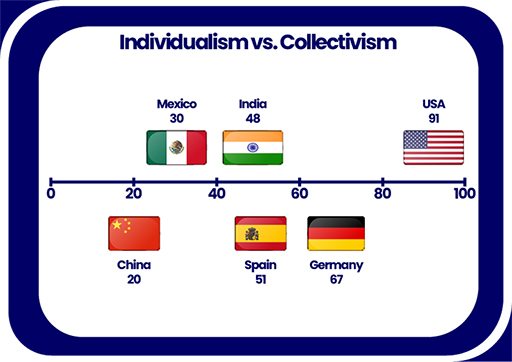 Individualism vs. Collectivism
Mexico
30
India
48
USA
91
0 20 40 60 80 100
China
20
Spain
51
Germany
67